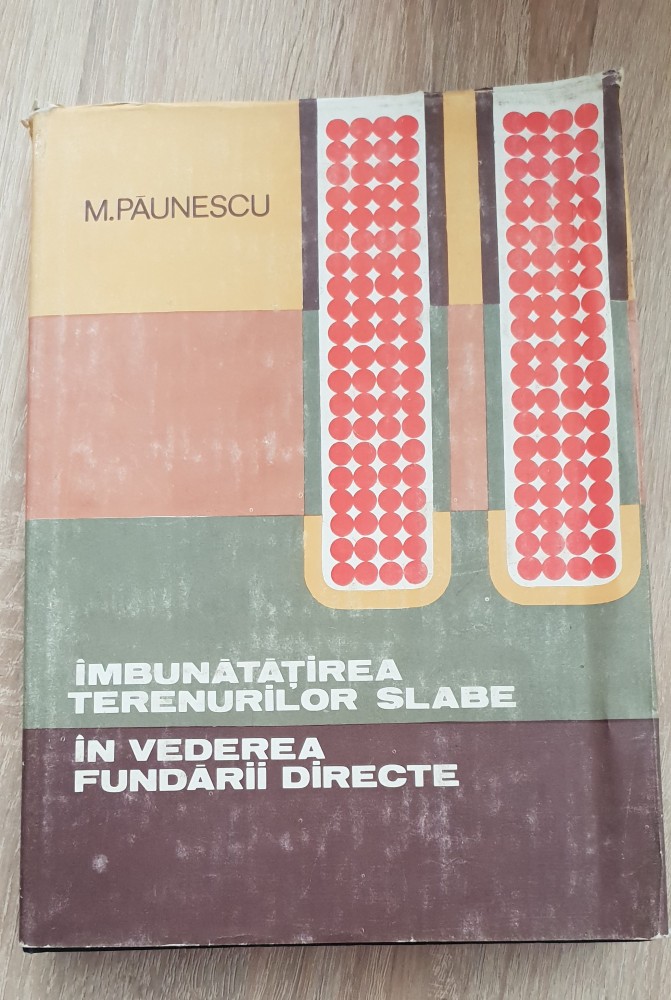 M.PĂUNESCU
ÎMBUNĂTĂȚIREA
TERENURILOR SLABE
ÎN VEDEREA
FUNDĂRII DIRECTE